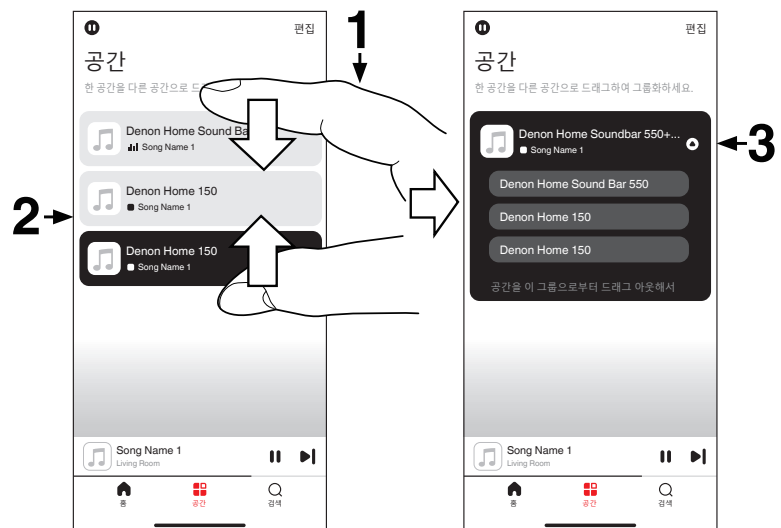 편집
공간
한 공간을 다른 공간으로
Denon Home Sound Ba
Song Name 1
Denon Home 150
Song Name 1
Denon Home 150
Song Name 1
Song Name 1
Living Room
홈
공간
검색
1
2
편집
공간
한 공간을 다른 공간으로 드래그하여 그룹화하세요.
Denon Home Soundbar 550+...
Song Name 1
Denon Home Sound Bar 550
Denon Home 150
Denon Home 150
공간을 이 그룹으로부터 드래그 아웃해서
Song Name 1
Living Room
홈
공간
검색
3